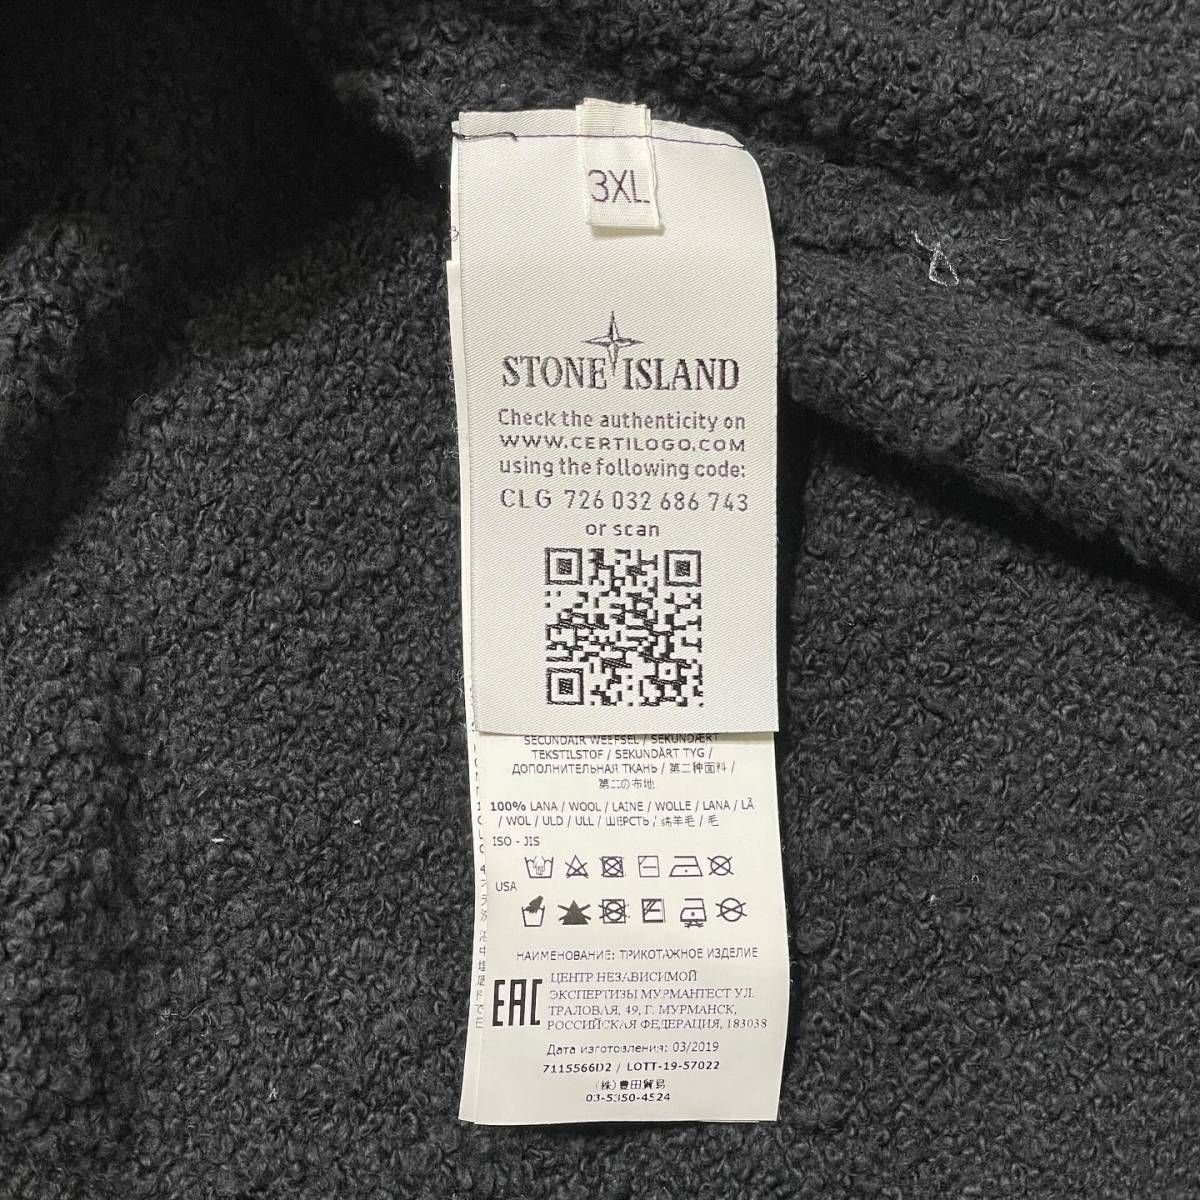 3XL
STONE ISLAND
Check the authenticity on
WWW.CERTILOGO.COM
using the following code:
CLG 726 032 686 743
or scan
SECUNDAIR WEEFSEL / SEKUNDÆRT
TEKSTILSTOF / SEKUNDÄRT TYG /
ДОПОЛНИТЕЛЬНАЯ ТКАНЬ / 第二种面料 /
第二の布地
100% LANA / WOOL / LAINE / WOLLE / LANA / LÃ
/ WOL / ULD / ULL / ШЕРСТЬ / 绵羊毛 / 毛
ISO - JIS
USA
НАИМЕНОВАНИЕ: ТРИКОТАЖНОЕ ИЗДЕЛИЕ
EAC
ЦЕНТР НЕЗАВИСИМОЙ
ЭКСПЕРТИЗЫ МУРМАНТЕСТ УЛ.
ТРАЛОВАЯ, 49, Г. МУРМАНСК,
РОССИЙСКАЯ ФЕДЕРАЦИЯ, 183038
Дата изготовления: 03/2019
7115566D2 / LOTT-19-57022
(株)豊田貿易
03-5350-4524